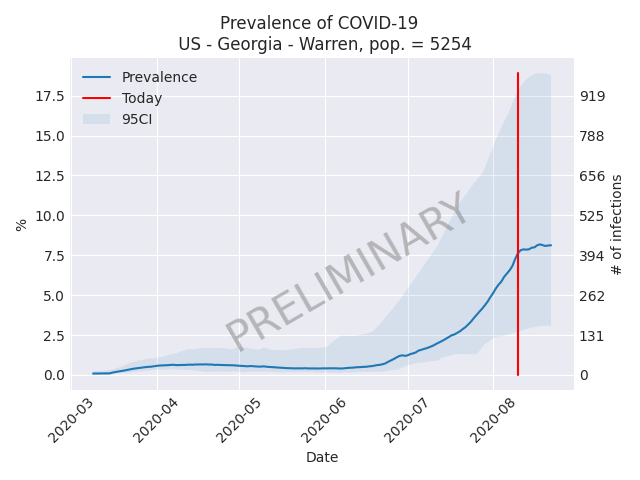 Prevalence of COVID-19
US - Georgia - Warren, pop. = 5254
Prevalence
Today
95CI
%
17.5
15.0
12.5
10.0
7.5
5.0
2.5
0.0
919
788
656
525
394
262
131
0
# of infections
PRELIMINARY
2020-03
2020-04
2020-05
2020-06
2020-07
2020-08
Date